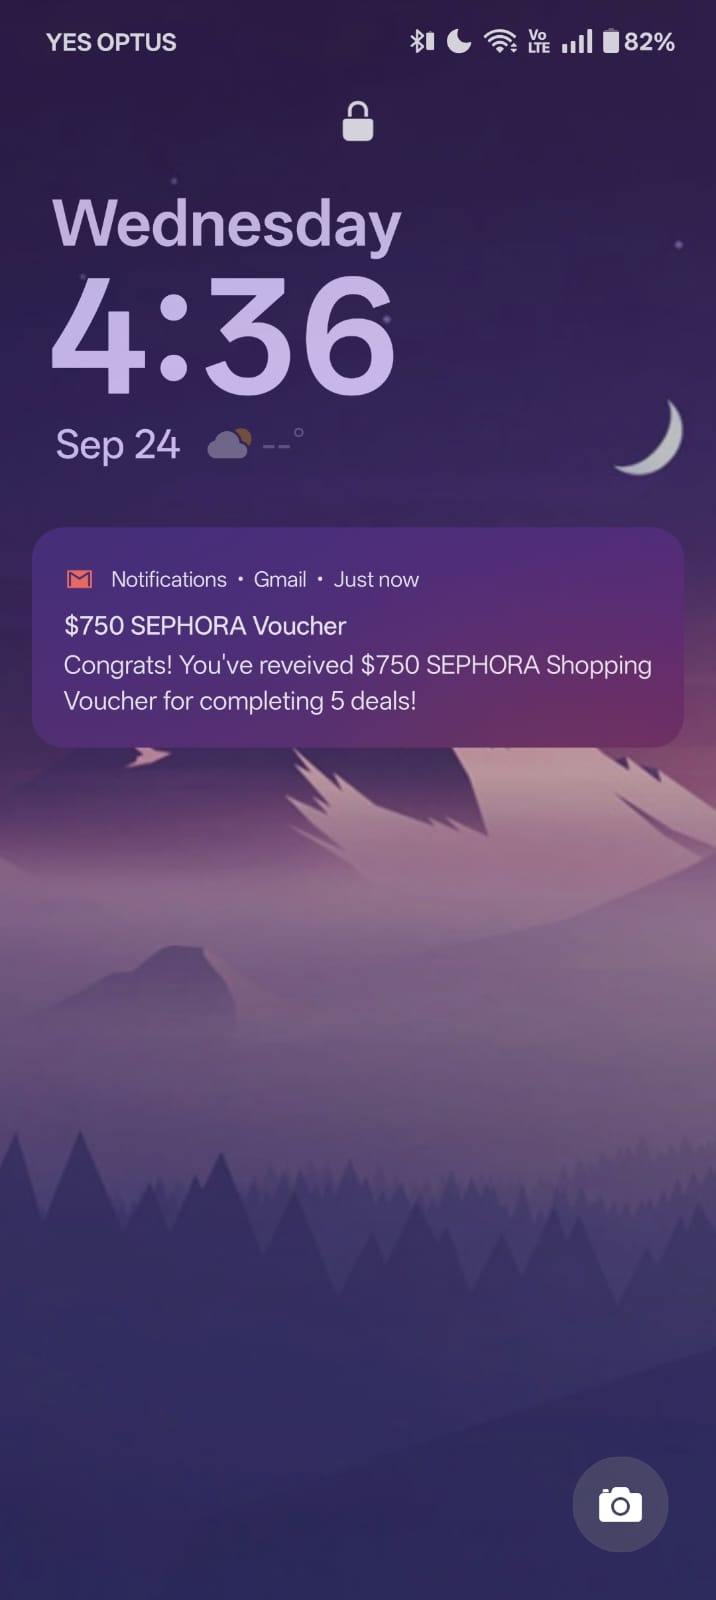 YES OPTUS Vo LTE 82%
Wednesday
4:36
Sep 24 --°
Notifications • Gmail • Just now
$750 SEPHORA Voucher
Congrats! You've reveived $750 SEPHORA Shopping
Voucher for completing 5 deals!